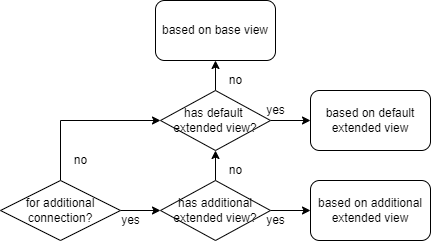 based on base view
no
has default
extended view?
yes
based on default
extended view
no
no
for additional
connection?
yes
has additional
extended view?
yes
based on additional
extended view